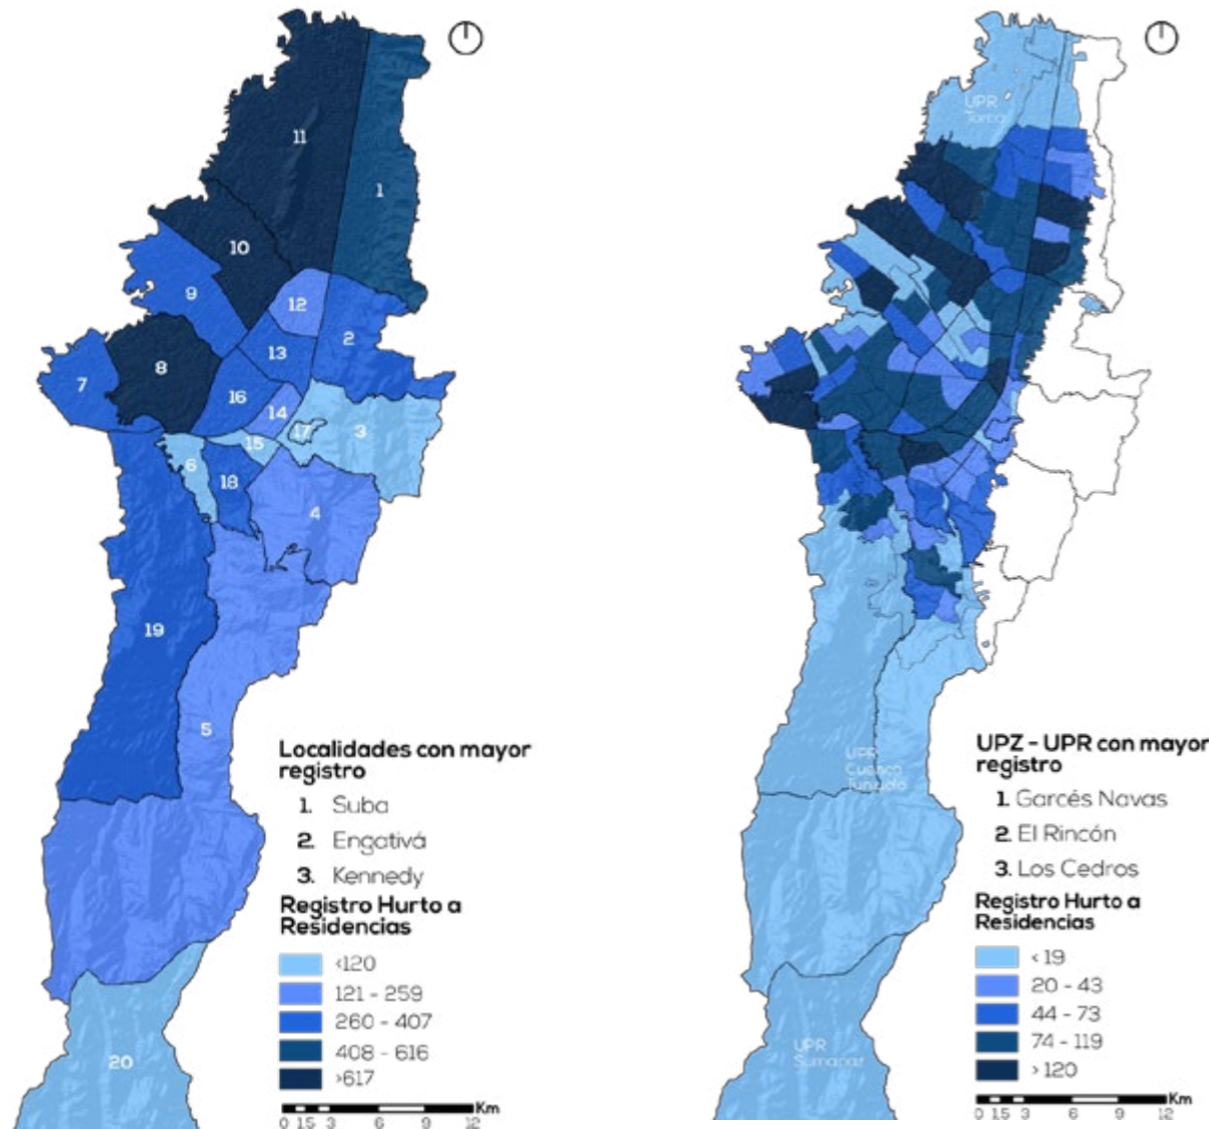 11
1
10
9
12
2
13
8
7
16
14
17
3
15
6
18
4
19
5
20
Localidades con mayor
registro
1. Suba
2. Engativá
3. Kennedy
Registro Hurto a
Residencias
<120
121 - 259
260 - 407
408 - 616
>617
Km
0 1.5 3 6 9 12
UPR
Torca
UPR
Cuenca
Tunjuelo
UPR
Sumapaz
UPZ - UPR con mayor
registro
1. Garcés Navas
2. El Rincón
3. Los Cedros
Registro Hurto a
Residencias
< 19
20 - 43
44 - 73
74 - 119
> 120
Km
0 1.5 3 6 9 12